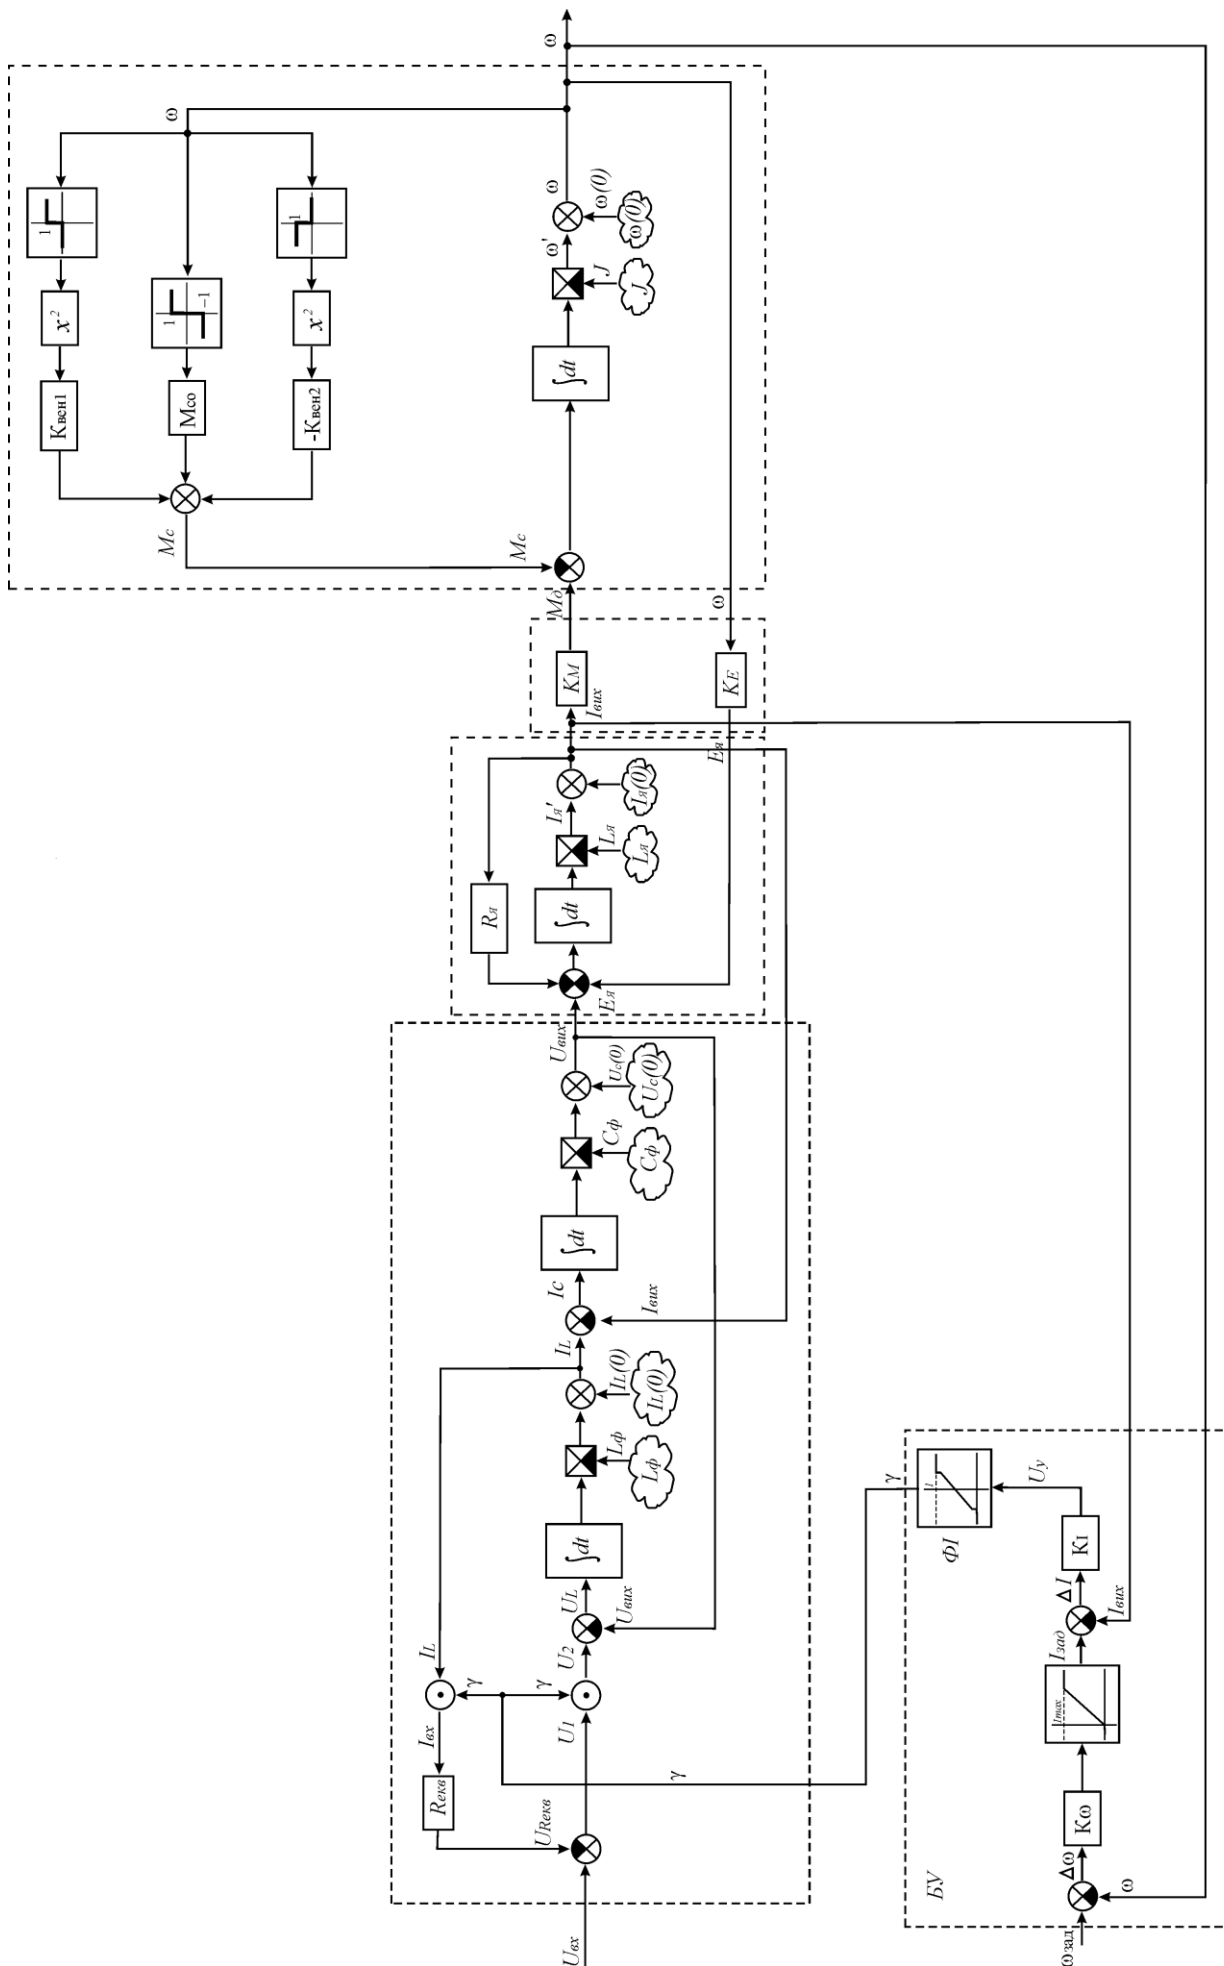 Uвх
URекв
Rекв
Iвх
IL
γ
γ
U1
U2
UL
Uвих
∫dt
Lф
Lф
IL(0)
IL(0)
IL
Iвих
Ic
∫dt
Cф
Cф
Uc(0)
Uc(0)
Uвих
γ
Eя
Rя
∫dt
Lя
Lя
Iя'
Iя(0)
Eя
Iвих
KM
KE
ω
Mд
Mc
Mc
Kвен1
x²
1
Mco
1
-1
-Kвен2
x²
1
ω
∫dt
J
J
ω'
ω
ω(0)
ω(0)
ω
БУ
ωзад
ω
Δω
Kω
Imax
Iзад
Iвих
ΔI
KI
Uy
ФI
1
γ